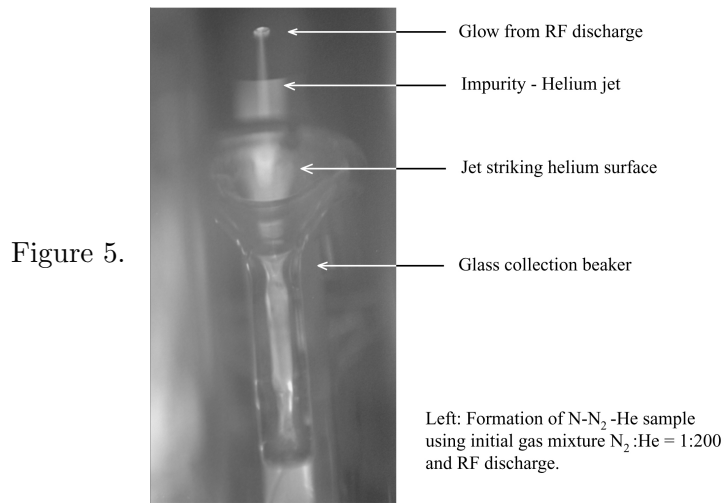 Glow from RF discharge
Impurity - Helium jet
Jet striking helium surface
Figure 5.
Glass collection beaker
Left: Formation of N-N₂-He sample
using initial gas mixture N₂:He = 1:200
and RF discharge.